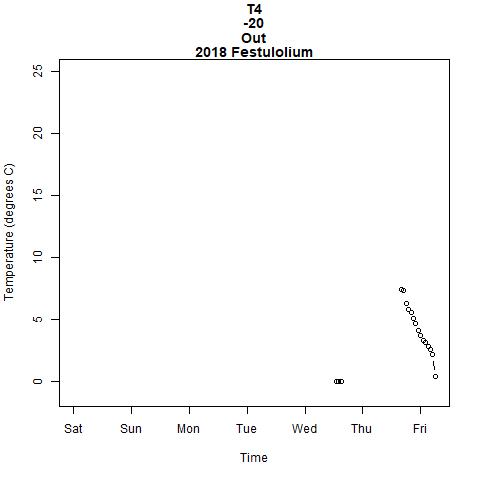 T4
-20
Out
2018 Festulolium
Temperature (degrees C)
25
20
15
10
5
0
Sat Sun Mon Tue Wed Thu Fri
Time